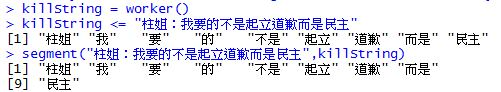 > killString = worker()
> killString <= "柱姐：我要的不是起立道歉而是民主"
[1] "柱姐" "我"   "要"   "的"   "不是" "起立" "道歉" "而是" "民主"
> segment("柱姐：我要的不是起立道歉而是民主",killString)
[1] "柱姐" "我"   "要"   "的"   "不是" "起立" "道歉" "而是"
[9] "民主"